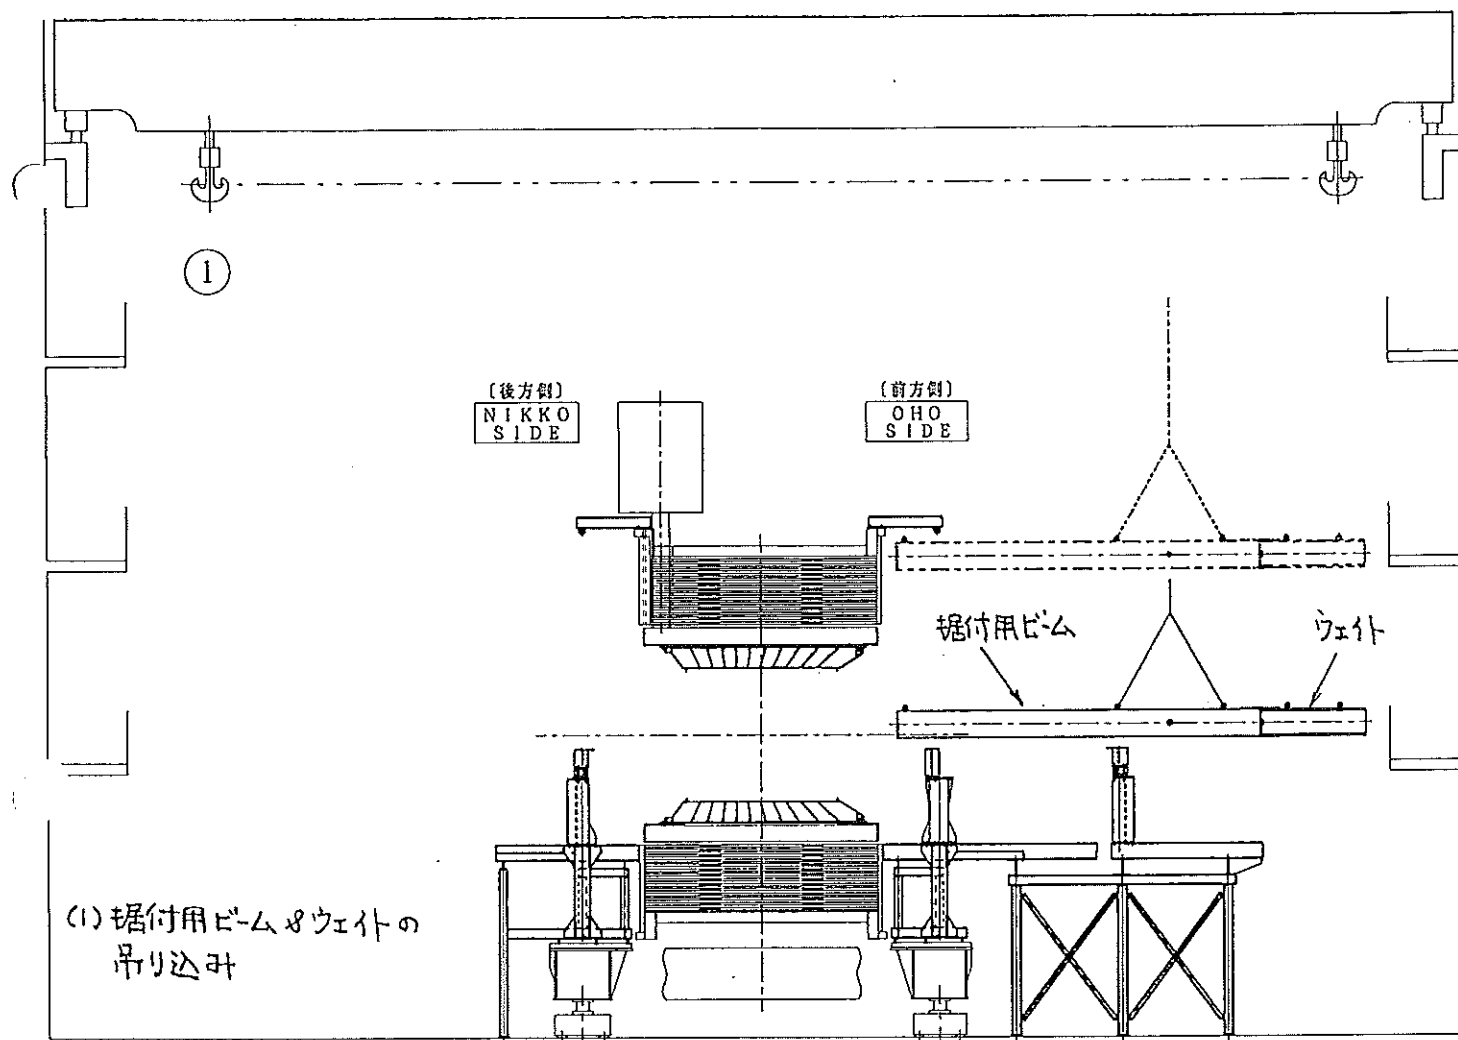 ①
〔後方側〕
NIKKO
SIDE
〔前方側〕
OHO
SIDE
据付用ビーム
ウェイト
(1) 据付用ビーム&ウェイトの
吊り込み